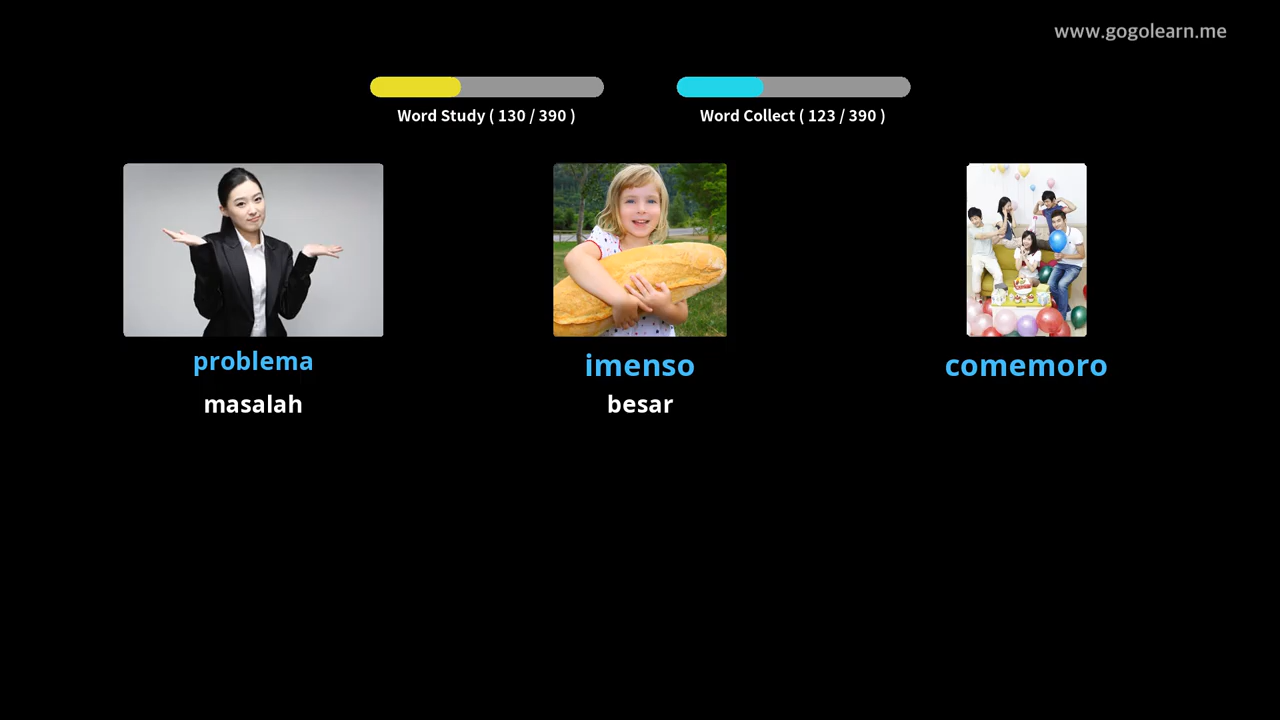 www.gogolearn.me
Word Study ( 130 / 390 )
Word Collect ( 123 / 390 )
problema
imenso
comemoro
masalah
besar